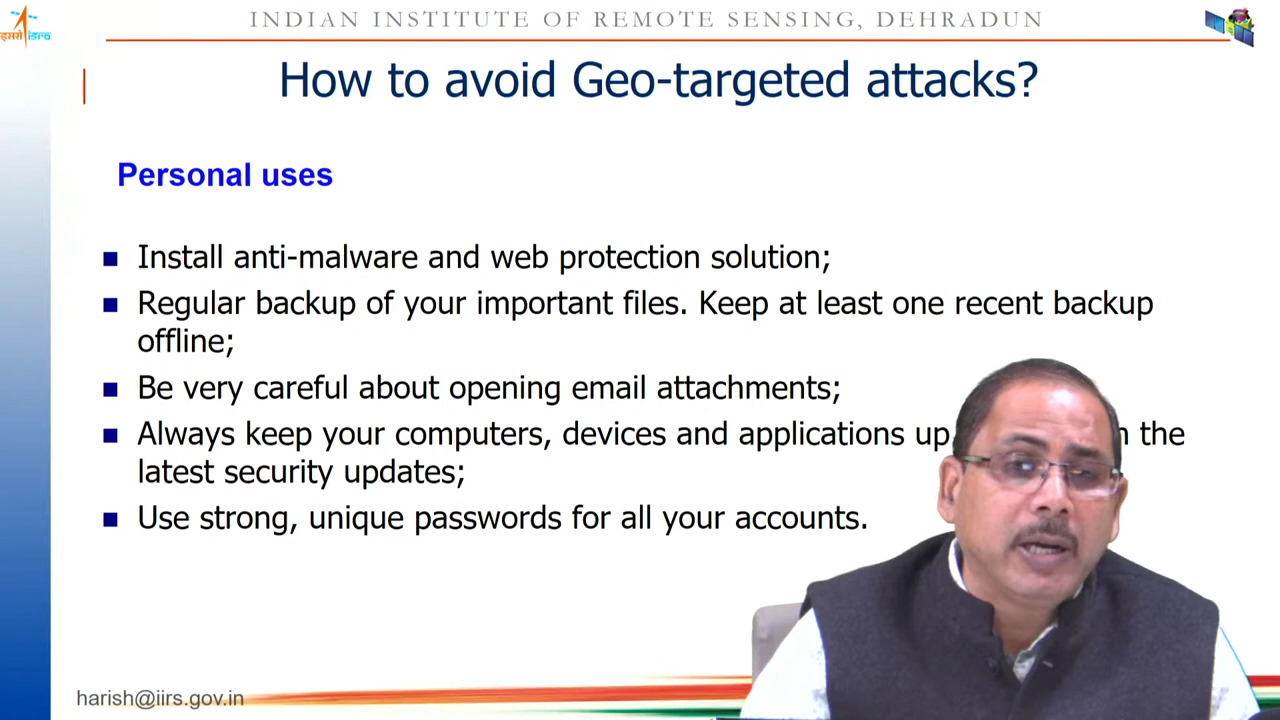 INDIAN INSTITUTE OF REMOTE SENSING, DEHRADUN
इसरो isro
How to avoid Geo-targeted attacks?
Personal uses
Install anti-malware and web protection solution;
Regular backup of your important files. Keep at least one recent backup
offline;
Be very careful about opening email attachments;
Always keep your computers, devices and applications up the
latest security updates;
Use strong, unique passwords for all your accounts.
harish@iirs.gov.in